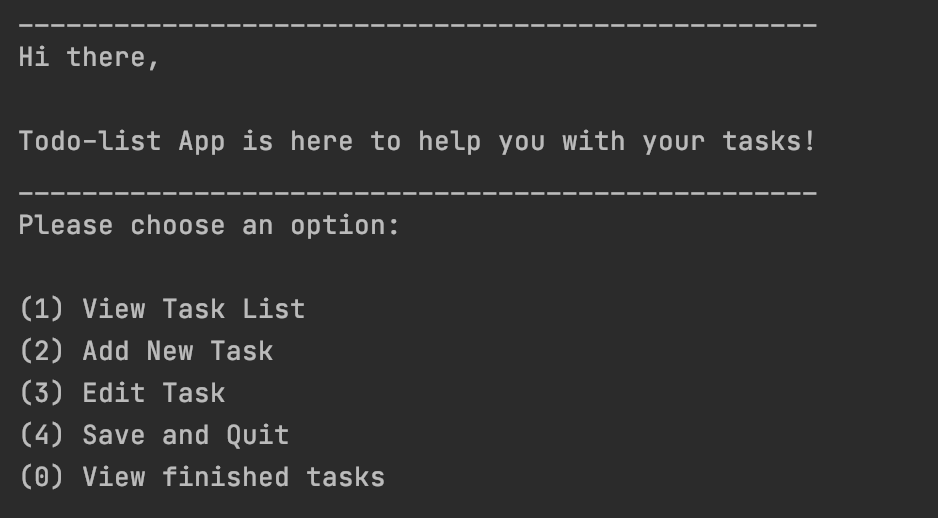 --------------------------------------------------
Hi there,
Todo-list App is here to help you with your tasks!
--------------------------------------------------
Please choose an option:
(1) View Task List
(2) Add New Task
(3) Edit Task
(4) Save and Quit
(0) View finished tasks